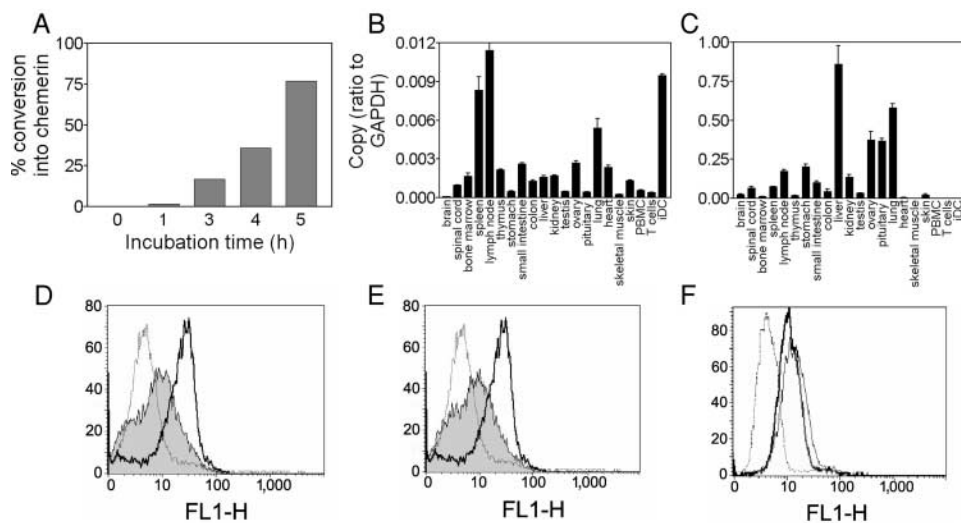 A
% conversion
into chemerin
100
75
50
25
0
0 1 3 4 5
Incubation time (h)
B
Copy (ratio to
GAPDH)
0.012
0.009
0.006
0.003
0.000
brain
spinal cord
bone marrow
spleen
lymph node
thymus
stomach
small intestine
colon
liver
kidney
testis
ovary
pituitary
lung
heart
skeletal muscle
skin
PBMC
T cells
iDC
C
1.00
0.75
0.50
0.25
0.00
brain
spinal cord
bone marrow
spleen
lymph node
thymus
stomach
small intestine
colon
liver
kidney
testis
ovary
pituitary
lung
heart
skeletal muscle
skin
PBMC
T cells
iDC
D
80
60
40
20
0
0 10 100 1,000
FL1-H
E
80
60
40
20
0
0 10 100 1,000
FL1-H
F
80
60
40
20
0
0 10 100 1,000
FL1-H